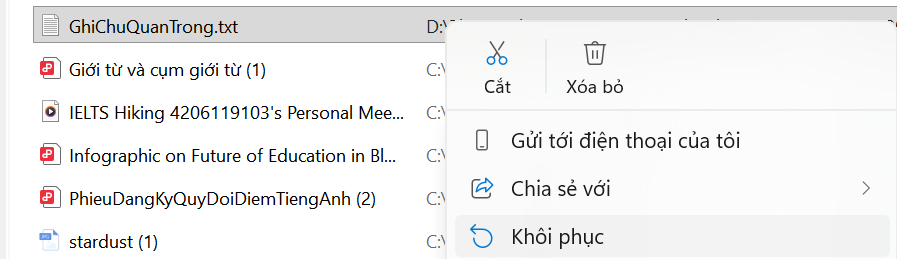 GhiChuQuanTrong.txt D:\
Giới từ và cụm giới từ (1) C:\
IELTS Hiking 4206119103's Personal Mee... C:\
Infographic on Future of Education in Bl... C:\
PhieuDangKyQuyDoiDiemTiengAnh (2) C:\
stardust (1) C:\
Cắt
Xóa bỏ
Gửi tới điện thoại của tôi
Chia sẻ với
Khôi phục